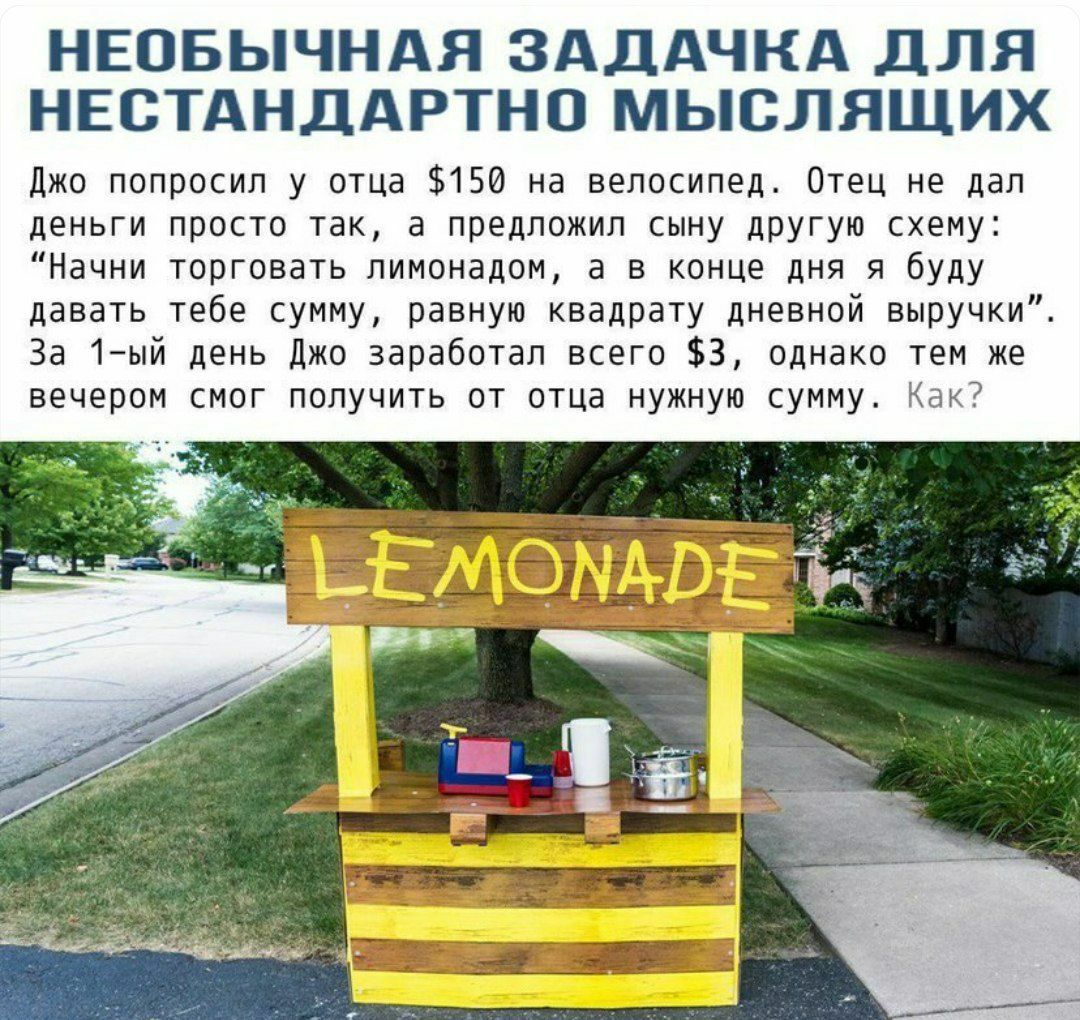 НЕОБЫЧНАЯ ЗАДАЧКА ДЛЯ
НЕСТАНДАРТНО МЫСЛЯЩИХ
Джо попросил у отца $150 на велосипед. Отец не дал
деньги просто так, а предложил сыну другую схему:
“Начни торговать лимонадом, а в конце дня я буду
давать тебе сумму, равную квадрату дневной выручки”.
За 1-ый день Джо заработал всего $3, однако тем же
вечером смог получить от отца нужную сумму. Как?
LEMONADE